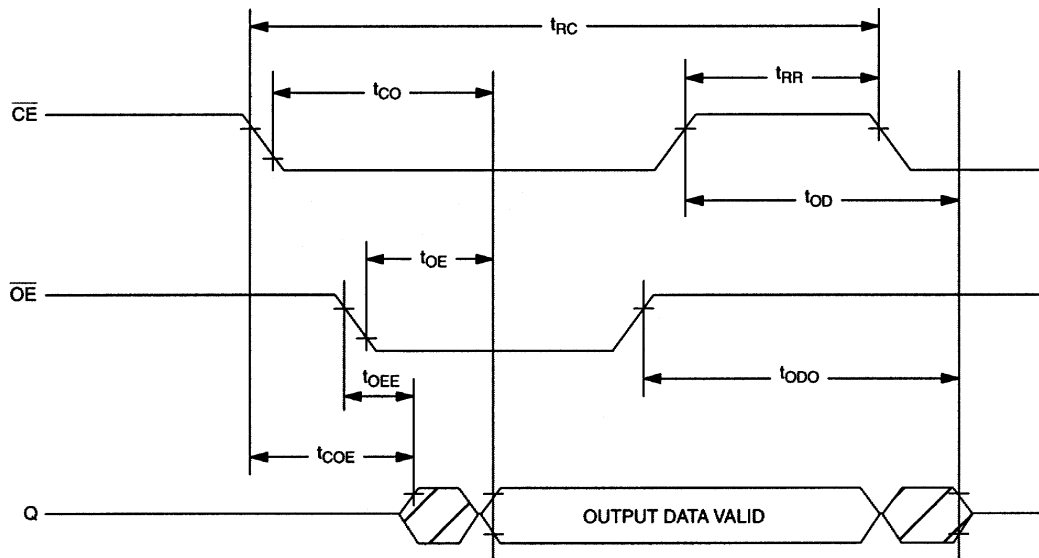 tRC
tRR
tCO
CE
tOD
tOE
OE
tODO
tOEE
tCOE
Q
OUTPUT DATA VALID